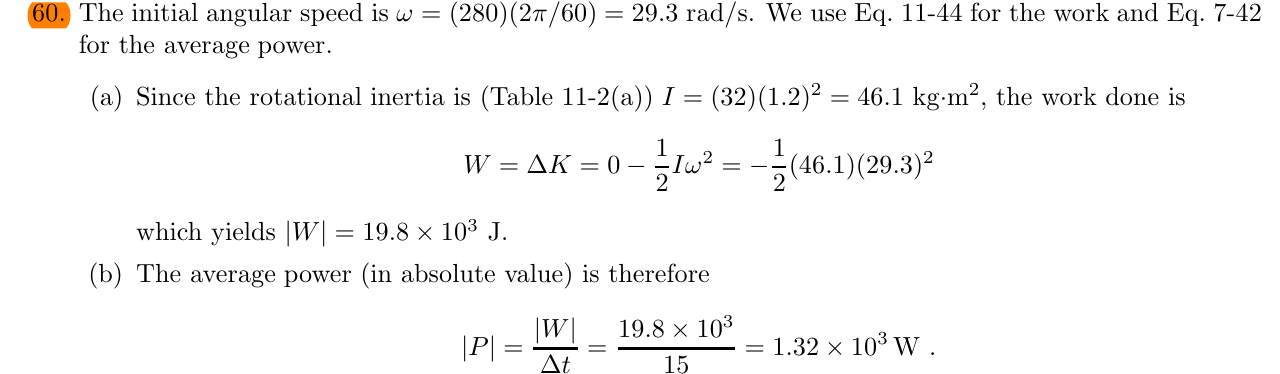 60. The initial angular speed is ω = (280)(2π/60) = 29.3 rad/s. We use Eq. 11-44 for the work and Eq. 7-42
for the average power.
(a) Since the rotational inertia is (Table 11-2(a)) I = (32)(1.2)² = 46.1 kg·m², the work done is
W = ΔK = 0 − 1/2 Iω² = −1/2 (46.1)(29.3)²
which yields |W| = 19.8 × 10³ J.
(b) The average power (in absolute value) is therefore
|P| = |W|/Δt = 19.8 × 10³/15 = 1.32 × 10³ W .